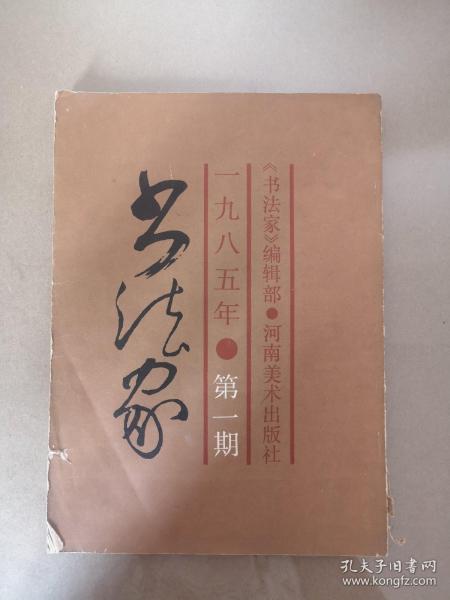 《书法家》编辑部●河南美术出版社
一九八五年●第一期
书法家
孔夫子旧书网
www.kongfz.com